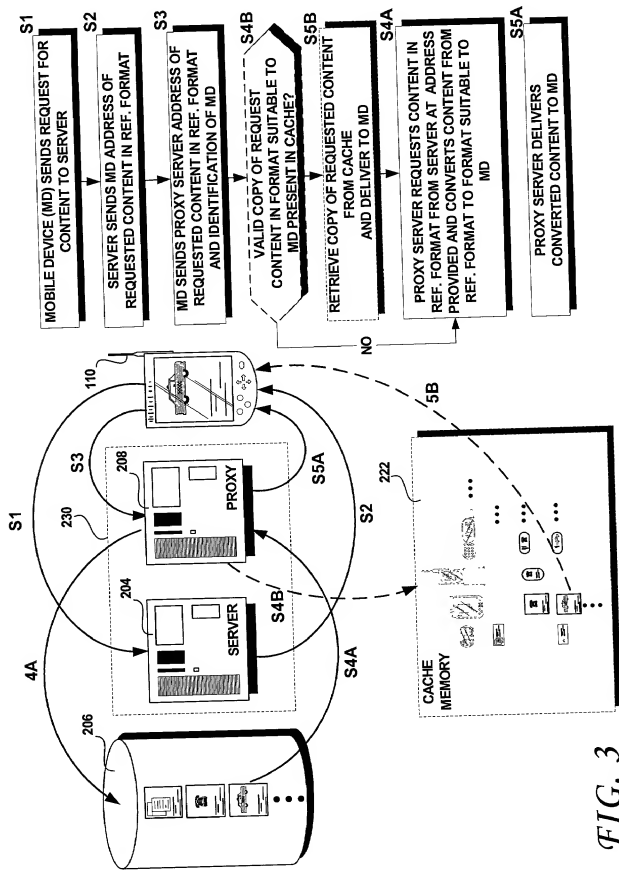 S1
MOBILE DEVICE (MD) SENDS REQUEST FOR
CONTENT TO SERVER
S2
SERVER SENDS MD ADDRESS OF
REQUESTED CONTENT IN REF. FORMAT
S3
MD SENDS PROXY SERVER ADDRESS OF
REQUESTED CONTENT IN REF. FORMAT
AND IDENTIFICATION OF MD
S4B
VALID COPY OF REQUEST
CONTENT IN FORMAT SUITABLE TO
MD PRESENT IN CACHE?
S5B
RETRIEVE COPY OF REQUESTED CONTENT
FROM CACHE
AND DELIVER TO MD
NO
S4A
PROXY SERVER REQUESTS CONTENT IN
REF. FORMAT FROM SERVER AT ADDRESS
PROVIDED AND CONVERTS CONTENT FROM
REF. FORMAT TO FORMAT SUITABLE TO
MD
S5A
PROXY SERVER DELIVERS
CONVERTED CONTENT TO MD
110
S1
S3
230
208
4A
204
206
PROXY
SERVER
S5A
S4B
S2
S4A
5B
222
CACHE
MEMORY
FIG. 3